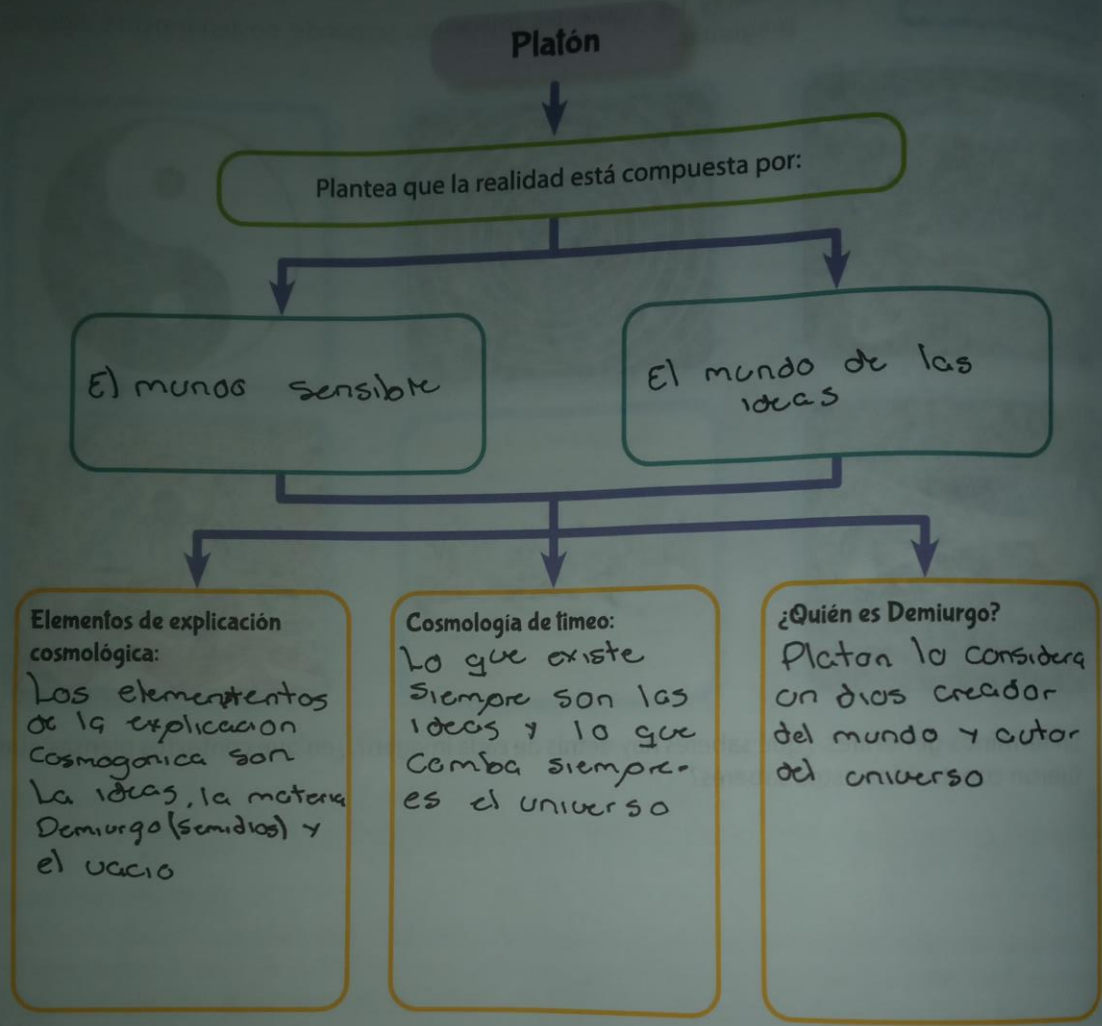 Platón
Plantea que la realidad está compuesta por:
El mundo sensible
El mundo de las
ideas
Elementos de explicación
cosmológica:
Los elemententos
de la explicacion
Cosmogonica son
La ideas, la materia
Demiurgo (semidios) y
el vacio
Cosmología de timeo:
Lo que existe
Siempre son las
ideas y lo que
Camba siempre.
es el universo
¿Quién es Demiurgo?
Platon lo considera
un dios creador
del mundo y autor
del universo